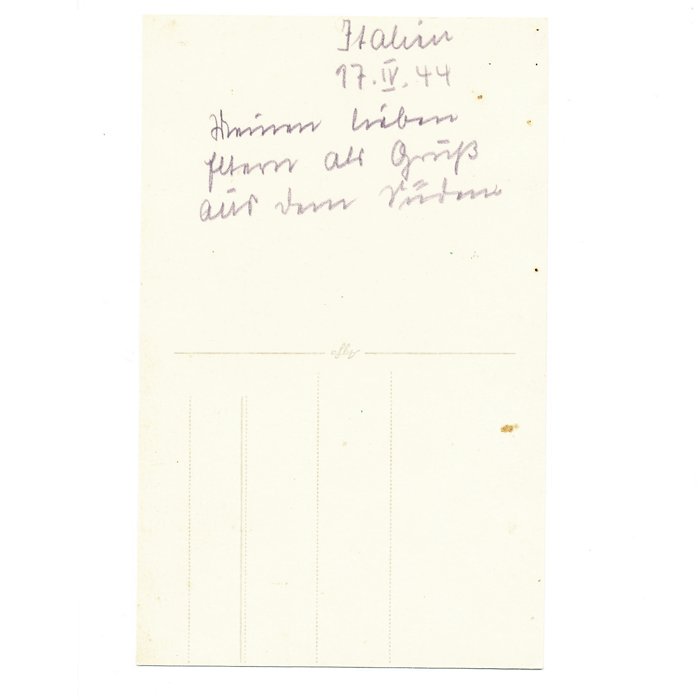 Italien
17.IV.44
Meinen lieben
Eltern als Gruß
aus dem Süden.